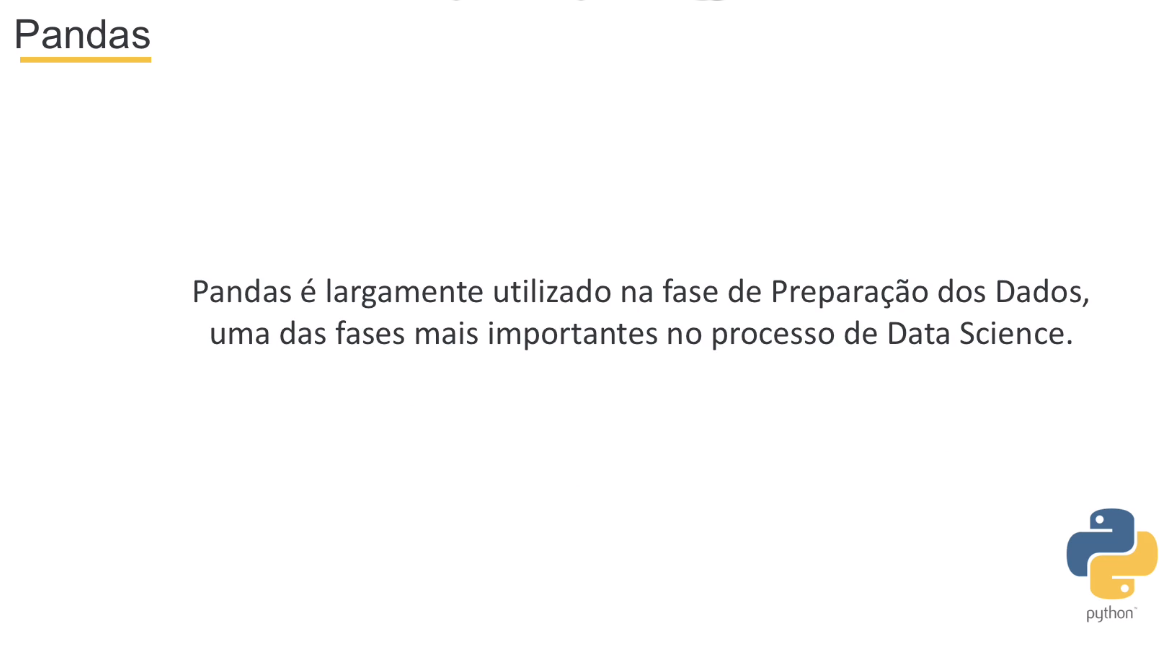 Pandas
Pandas é largamente utilizado na fase de Preparação dos Dados,
uma das fases mais importantes no processo de Data Science.
python